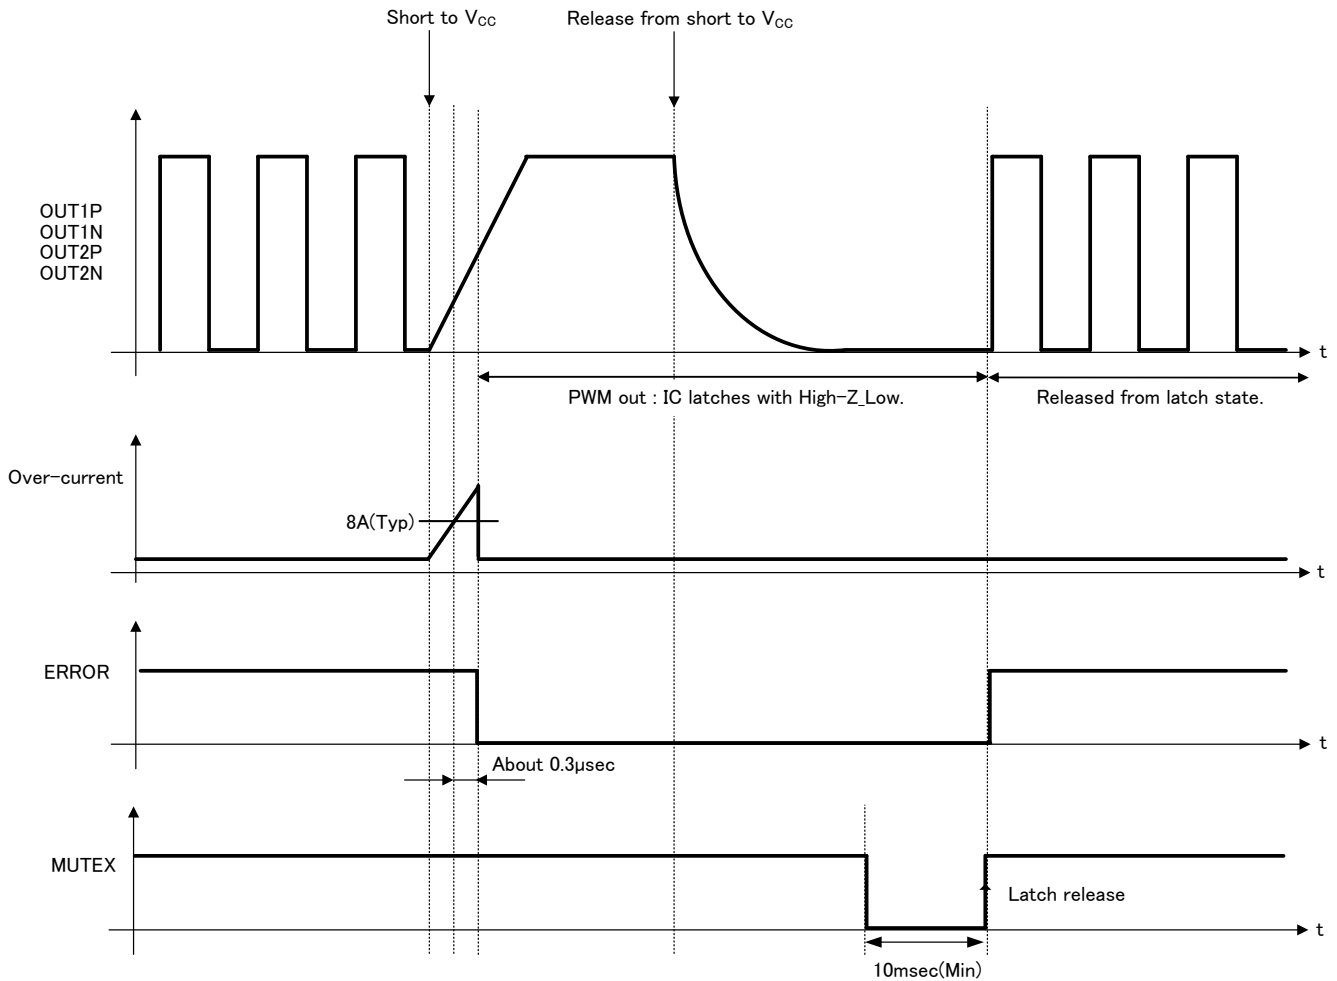 Short to VCC
Release from short to VCC
OUT1P
OUT1N
OUT2P
OUT2N
t
PWM out : IC latches with High-Z_Low.
Released from latch state.
Over-current
8A(Typ)
t
ERROR
t
About 0.3μsec
MUTEX
Latch release
t
10msec(Min)